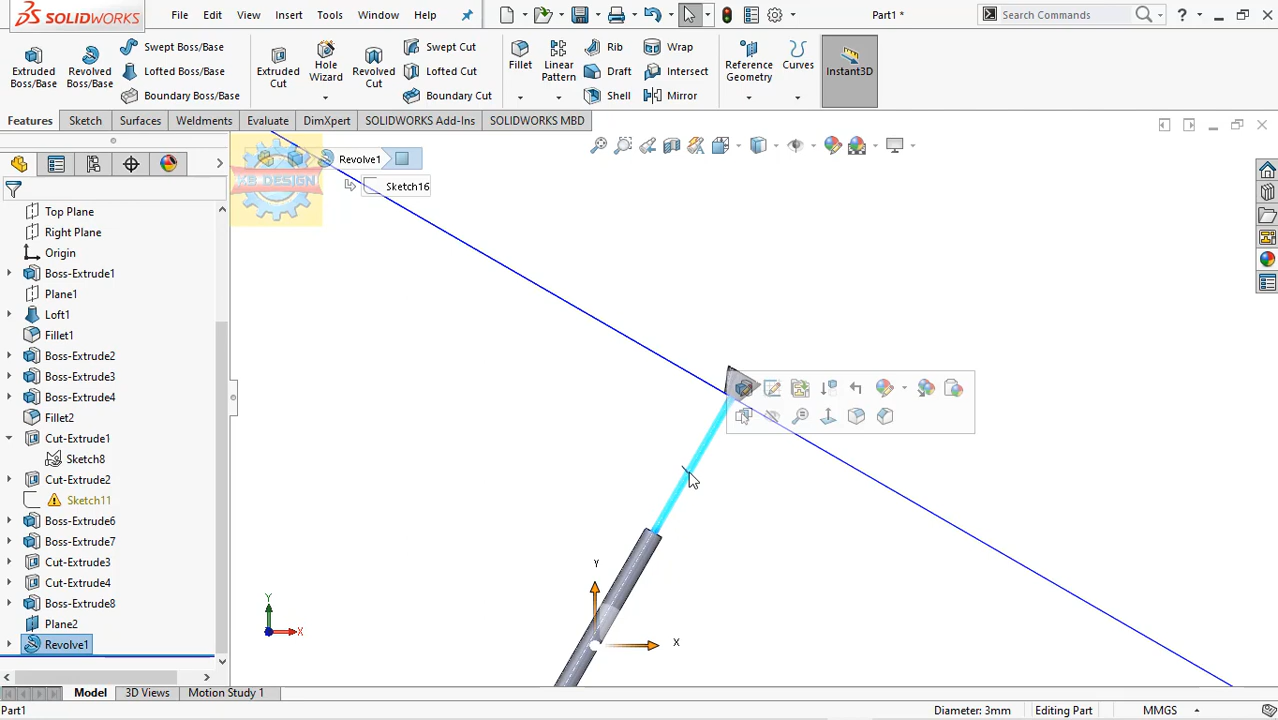 SOLIDWORKS
File Edit View Insert Tools Window Help
Part1 *
Search Commands
?
Extruded Boss/Base
Revolved Boss/Base
Swept Boss/Base
Lofted Boss/Base
Boundary Boss/Base
Extruded Cut
Hole Wizard
Revolved Cut
Swept Cut
Lofted Cut
Boundary Cut
Fillet
Linear Pattern
Rib
Draft
Shell
Wrap
Intersect
Mirror
Reference Geometry
Curves
Instant3D
Features Sketch Surfaces Weldments Evaluate DimXpert SOLIDWORKS Add-Ins SOLIDWORKS MBD
Revolve1
Sketch16
KB DESIGN
Top Plane
Right Plane
Origin
Boss-Extrude1
Plane1
Loft1
Fillet1
Boss-Extrude2
Boss-Extrude3
Boss-Extrude4
Fillet2
Cut-Extrude1
Sketch8
Cut-Extrude2
Sketch11
Boss-Extrude6
Boss-Extrude7
Cut-Extrude3
Cut-Extrude4
Boss-Extrude8
Plane2
Revolve1
Y
X
Y
X
Model 3D Views Motion Study 1
Part1
Diameter: 3mm
Editing Part
MMGS